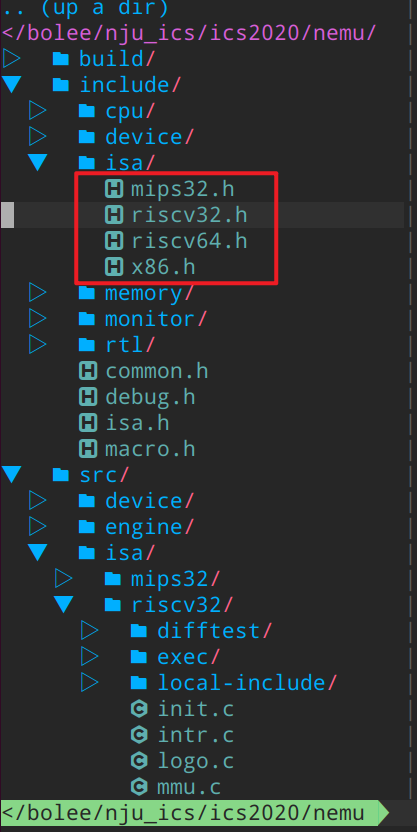 .. (up a dir)
</bolee/nju_ics/ics2020/nemu/
▷ build/
▼ include/
▷ cpu/
▷ device/
▼ isa/
H mips32.h
H riscv32.h
H riscv64.h
H x86.h
▷ memory/
▷ monitor/
▷ rtl/
H common.h
H debug.h
H isa.h
H macro.h
▼ src/
▷ device/
▷ engine/
▼ isa/
▷ mips32/
▼ riscv32/
▷ difftest/
▷ exec/
▷ local-include/
C init.c
C intr.c
C logo.c
C mmu.c
</bolee/nju_ics/ics2020/nemu